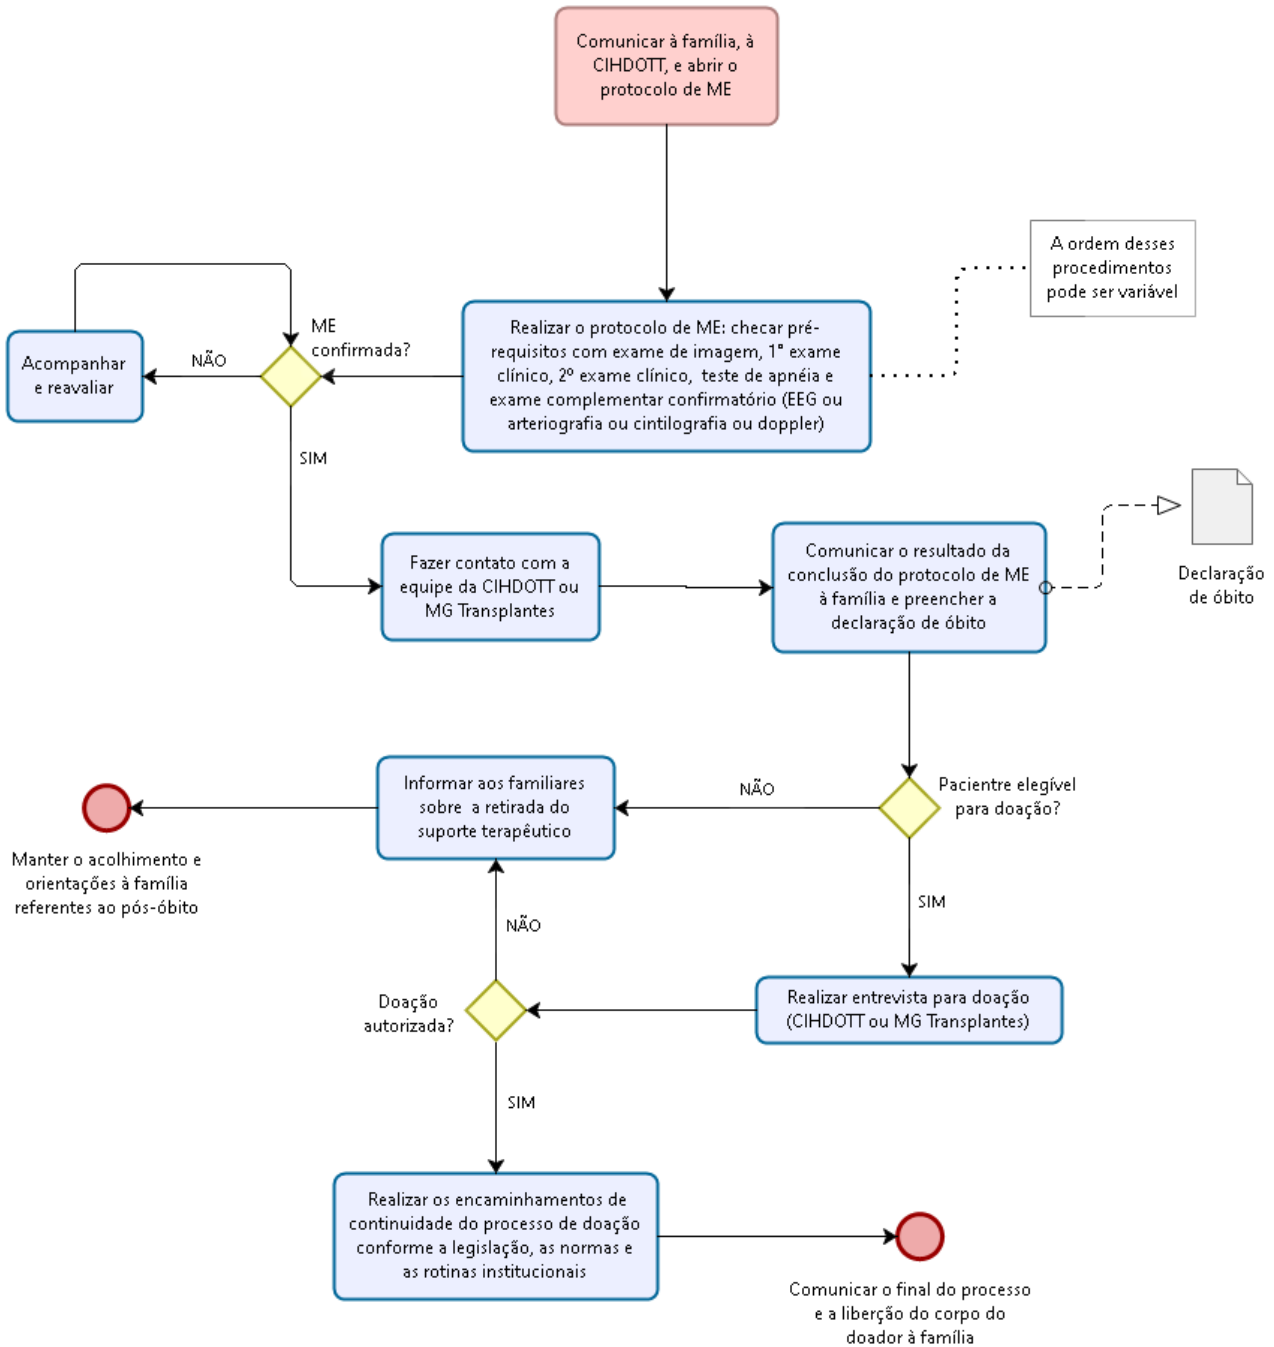 Comunicar à família, à
CIHDOTT, e abrir o
protocolo de ME
A ordem desses
procedimentos
pode ser variável
Realizar o protocolo de ME: checar pré-
requisitos com exame de imagem, 1° exame
clínico, 2º exame clínico, teste de apnéia e
exame complementar confirmatório (EEG ou
arteriografia ou cintilografia ou doppler)
ME
confirmada?
NÃO
Acompanhar
e reavaliar
SIM
Fazer contato com a
equipe da CIHDOTT ou
MG Transplantes
Comunicar o resultado da
conclusão do protocolo de ME
à família e preencher a
declaração de óbito
Declaração
de óbito
Pacientre elegível
para doação?
NÃO
Informar aos familiares
sobre a retirada do
suporte terapêutico
Manter o acolhimento e
orientações à família
referentes ao pós-óbito
SIM
NÃO
Realizar entrevista para doação
(CIHDOTT ou MG Transplantes)
Doação
autorizada?
SIM
Realizar os encaminhamentos de
continuidade do processo de doação
conforme a legislação, as normas e
as rotinas institucionais
Comunicar o final do processo
e a liberção do corpo do
doador à família